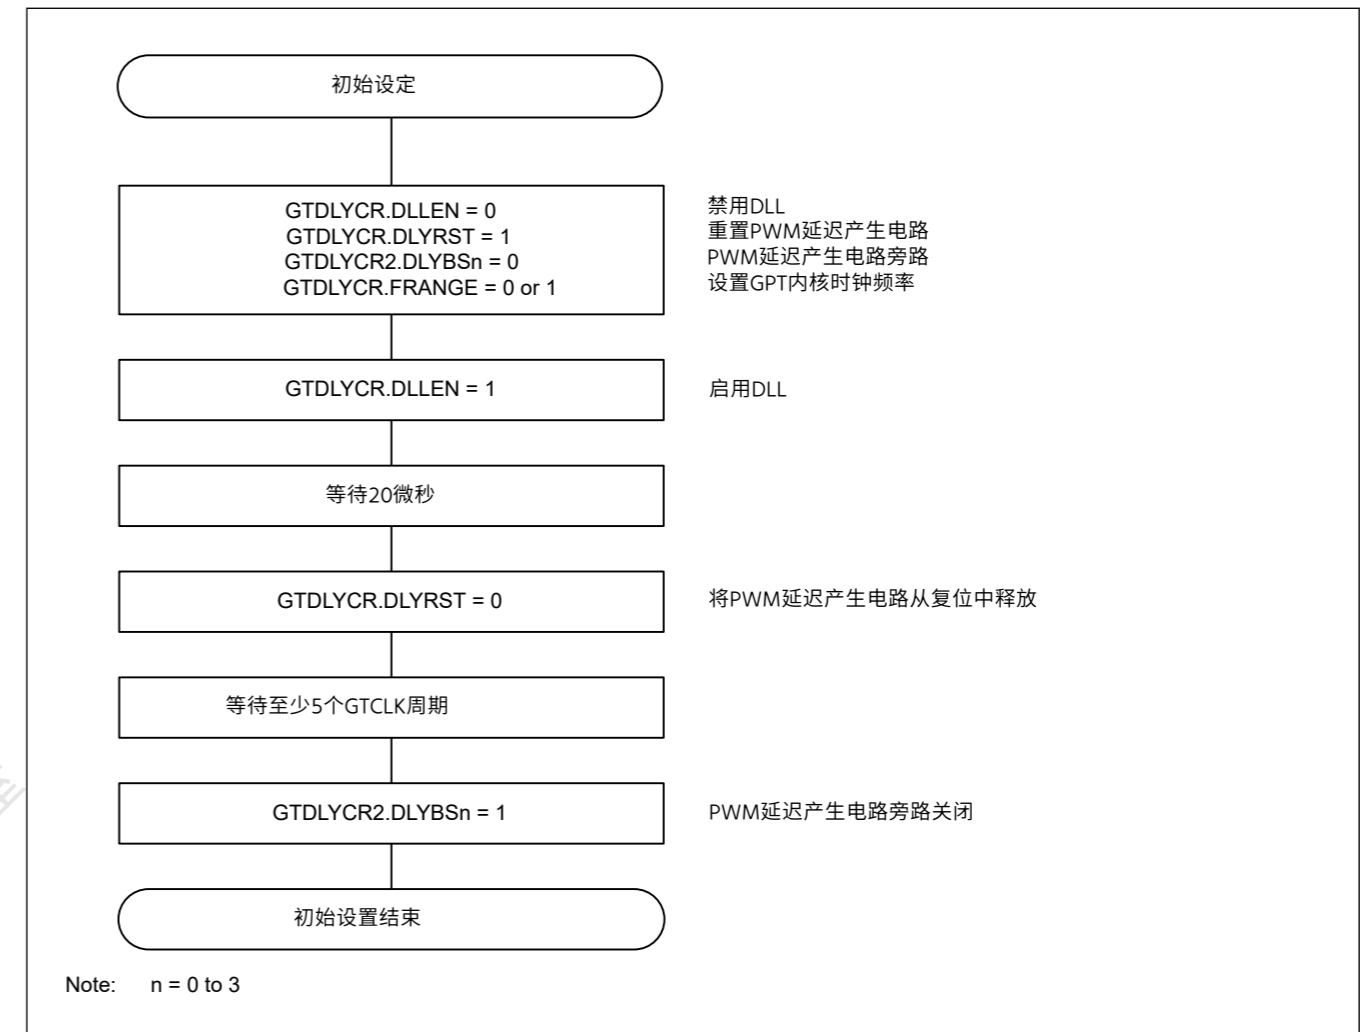 初始设定
GTDLYCR.DLLEN = 0
GTDLYCR.DLYRST = 1
GTDLYCR2.DLYBSn = 0
GTDLYCR.FRANGE = 0 or 1
禁用DLL
重置PWM延迟产生电路
PWM延迟产生电路旁路
设置GPT内核时钟频率
GTDLYCR.DLLEN = 1
启用DLL
等待20微秒
GTDLYCR.DLYRST = 0
将PWM延迟产生电路从复位中释放
等待至少5个GTCLK周期
GTDLYCR2.DLYBSn = 1
PWM延迟产生电路旁路关闭
初始设置结束
Note: n = 0 to 3